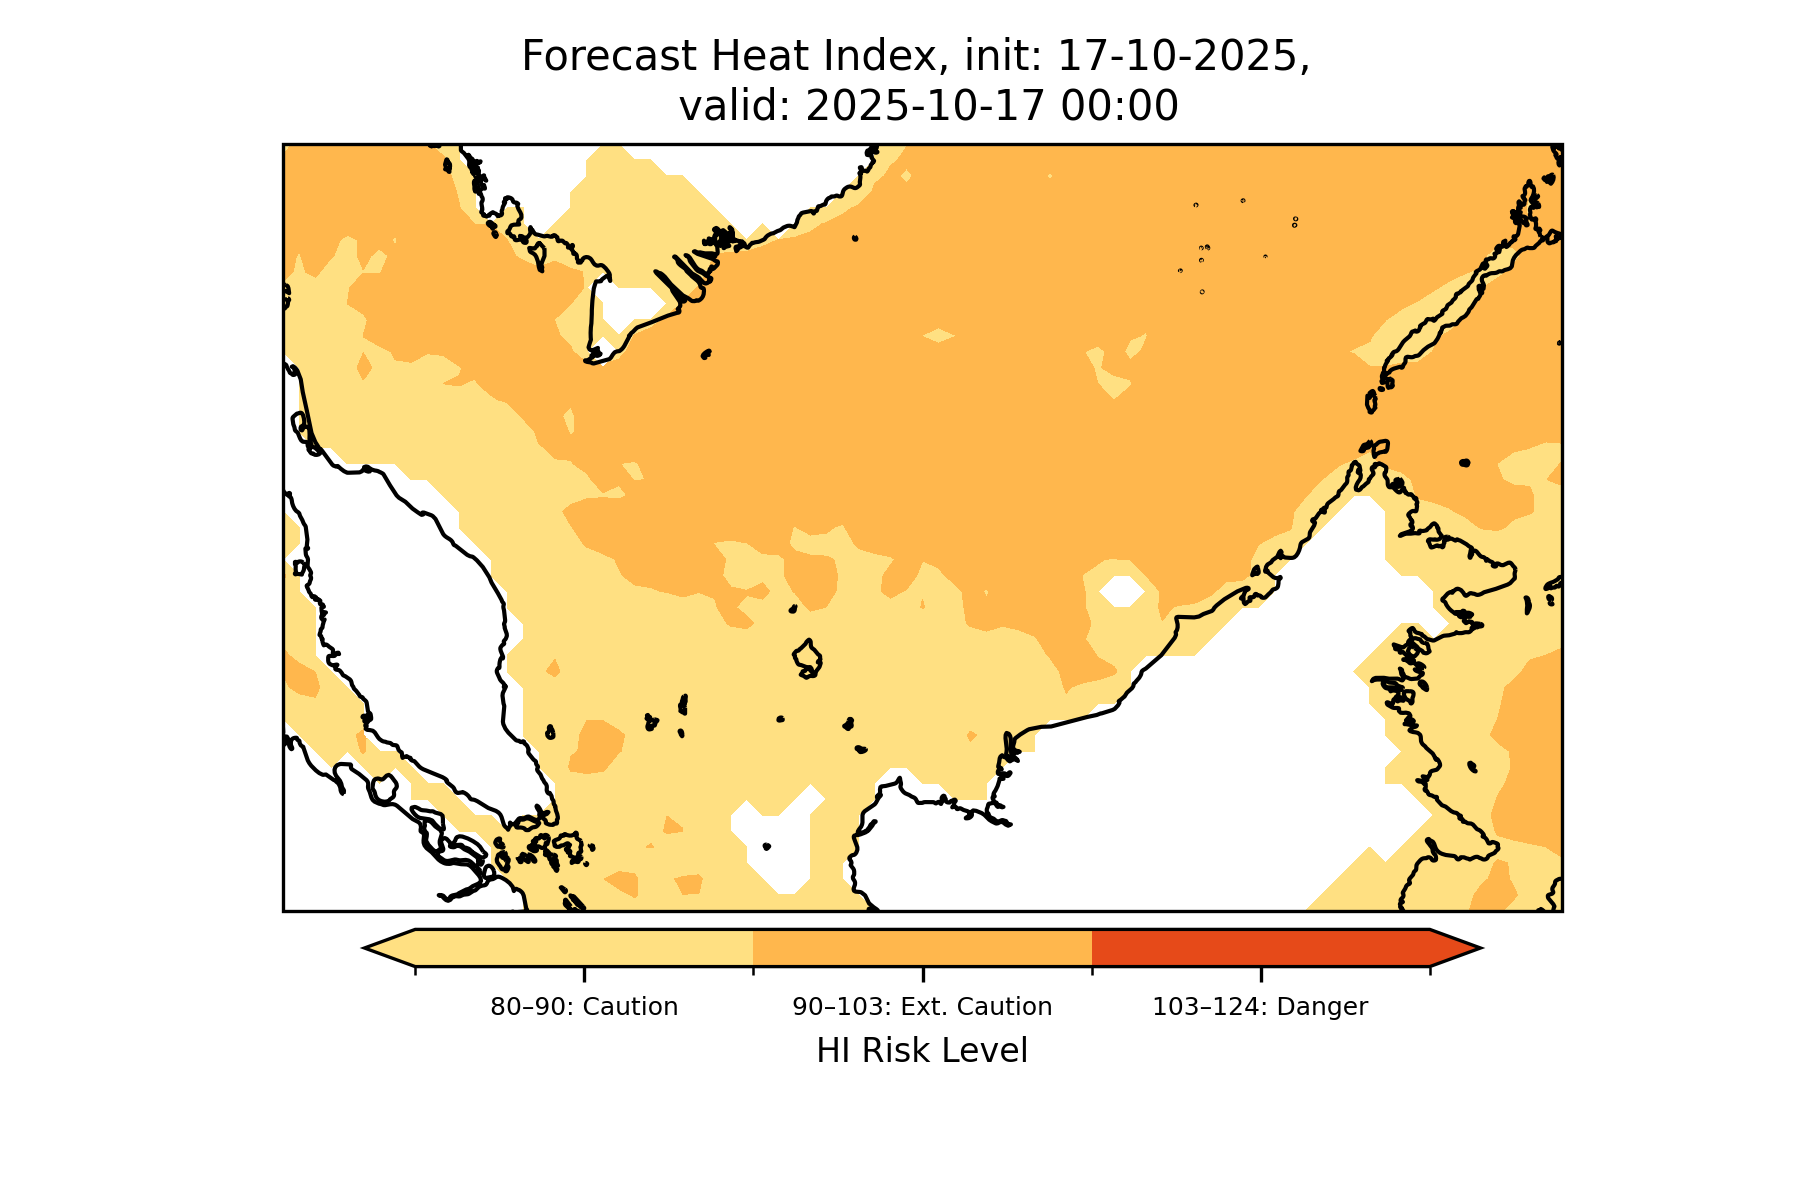 Forecast Heat Index, init: 17-10-2025,
valid: 2025-10-17 00:00
80–90: Caution
90–103: Ext. Caution
103–124: Danger
HI Risk Level